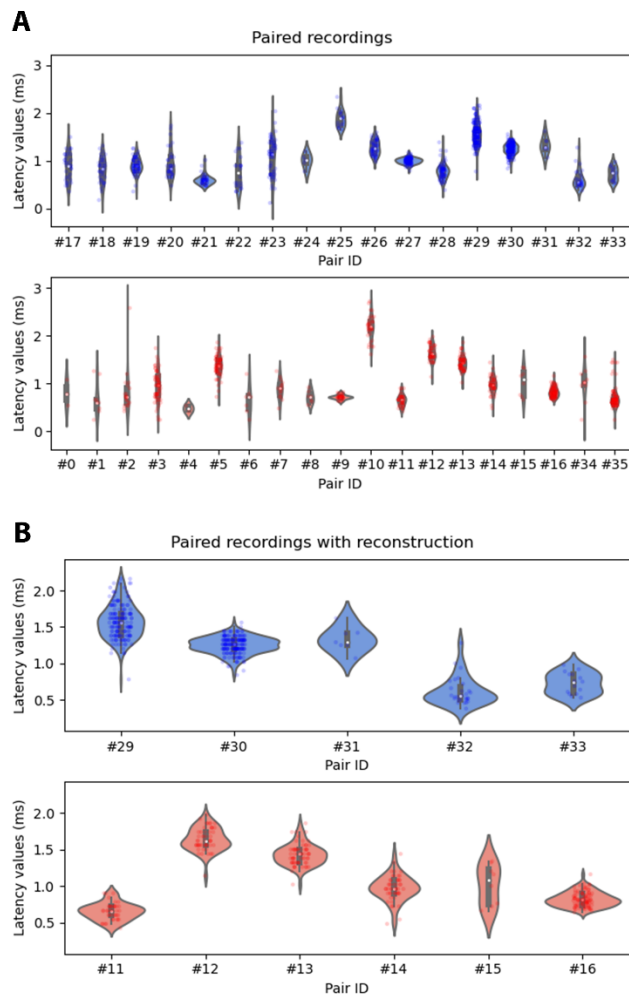 A
Paired recordings
Latency values (ms)
3
2
1
0
#17 #18 #19 #20 #21 #22 #23 #24 #25 #26 #27 #28 #29 #30 #31 #32 #33
Pair ID
Latency values (ms)
3
2
1
0
#0 #1 #2 #3 #4 #5 #6 #7 #8 #9 #10 #11 #12 #13 #14 #15 #16 #34 #35
Pair ID
B
Paired recordings with reconstruction
Latency values (ms)
2.0
1.5
1.0
0.5
#29 #30 #31 #32 #33
Pair ID
Latency values (ms)
2.0
1.5
1.0
0.5
#11 #12 #13 #14 #15 #16
Pair ID